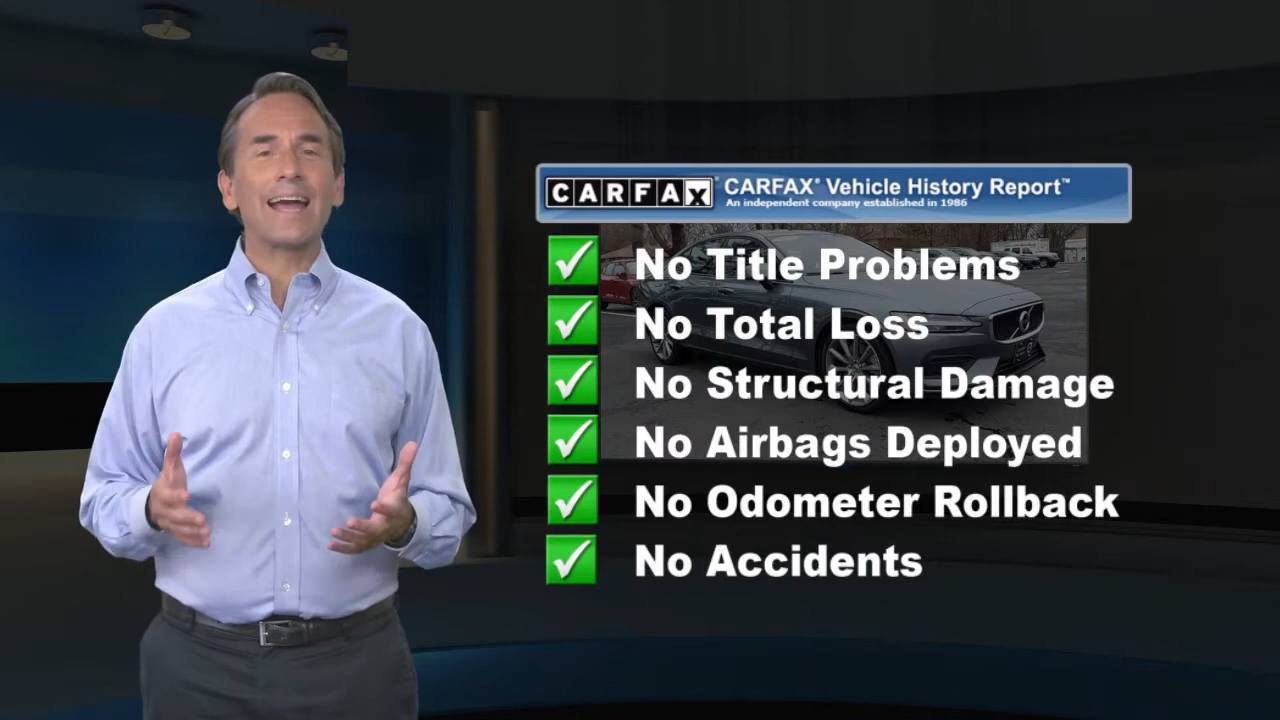 CARFAX® CARFAX® Vehicle History Report™
An independent company established in 1986
No Title Problems
No Total Loss
No Structural Damage
No Airbags Deployed
No Odometer Rollback
No Accidents